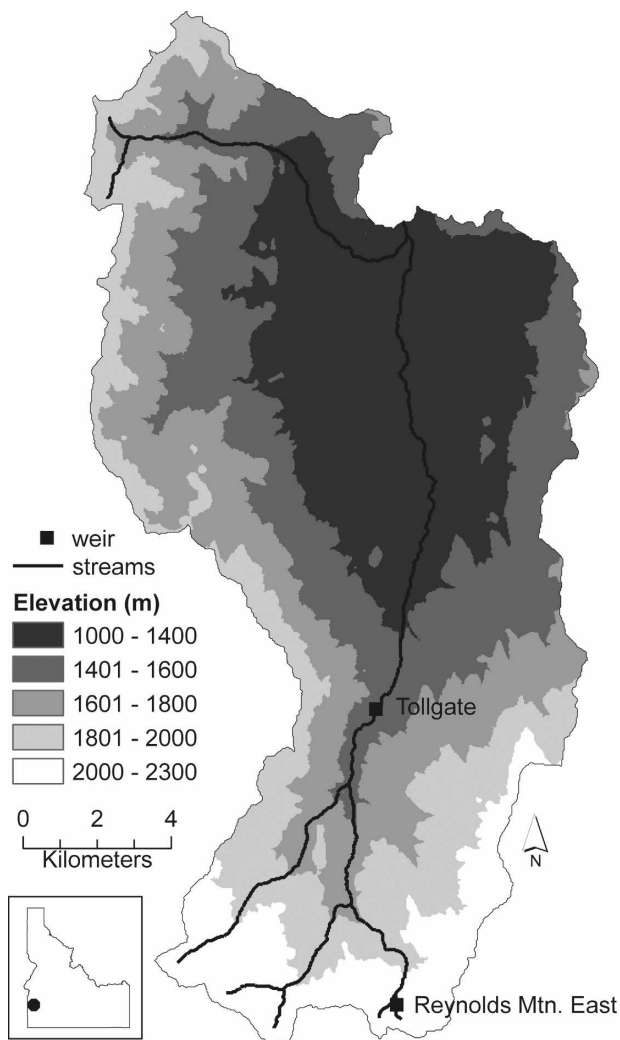 weir
streams
Elevation (m)
1000 - 1400
1401 - 1600
1601 - 1800
1801 - 2000
2000 - 2300
0 2 4
Kilometers
Tollgate
N
Reynolds Mtn. East